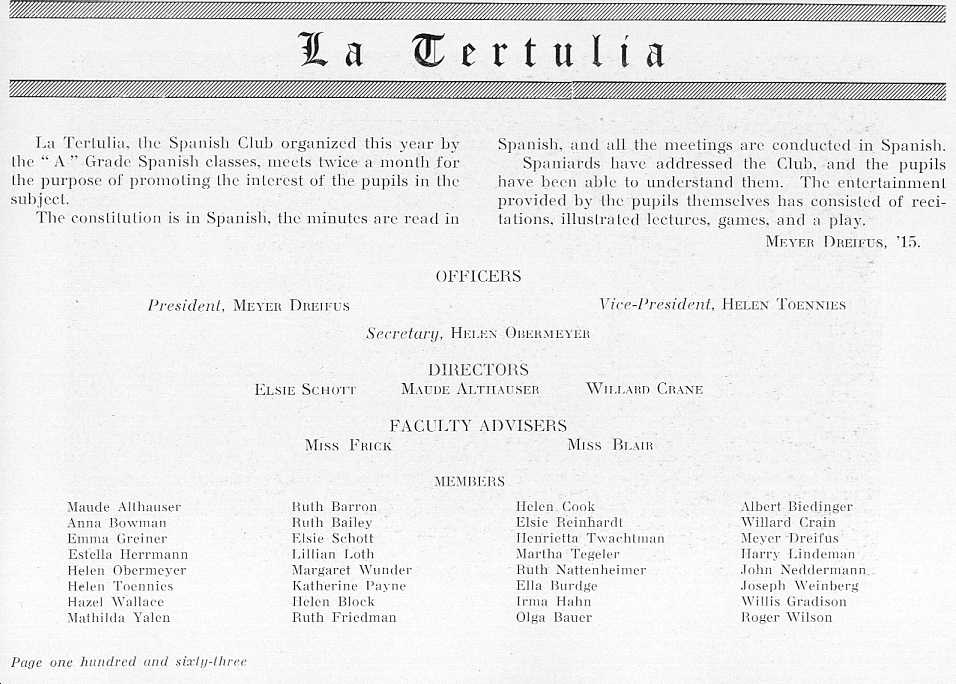 La Tertulia
La Tertulia, the Spanish Club organized this year by
the “ A ” Grade Spanish classes, meets twice a month for
the purpose of promoting the interest of the pupils in the
subject.
The constitution is in Spanish, the minutes are read in
Spanish, and all the meetings are conducted in Spanish.
Spaniards have addressed the Club, and the pupils
have been able to understand them. The entertainment
provided by the pupils themselves has consisted of reci-
tations, illustrated lectures, games, and a play.
Meyer Dreifus, ’15.
OFFICERS
President, Meyer Dreifus Vice-President, Helen Toennies
Secretary, Helen Obermeyer
DIRECTORS
Elsie Schott Maude Althauser Willard Crane
FACULTY ADVISERS
Miss Frick Miss Blair
MEMBERS
Maude Althauser
Anna Bowman
Emma Greiner
Estella Herrmann
Helen Obermeyer
Helen Toennies
Hazel Wallace
Mathilda Yalen
Ruth Barron
Ruth Bailey
Elsie Schott
Lillian Loth
Margaret Wunder
Katherine Payne
Helen Block
Ruth Friedman
Helen Cook
Elsie Reinhardt
Henrietta Twachtman
Martha Tegeler
Ruth Nattenheimer
Ella Burdge
Irma Hahn
Olga Bauer
Albert Biedinger
Willard Crain
Meyer Dreifus
Harry Lindeman
John Neddermann
Joseph Weinberg
Willis Gradison
Roger Wilson
Page one hundred and sixty-three